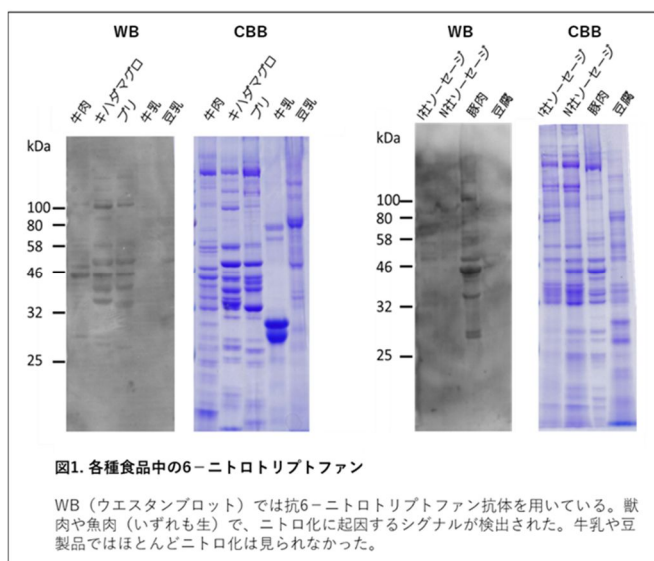 WB
CBB
牛肉
キハダマグロ
ブリ
牛乳
豆乳
牛肉
キハダマグロ
ブリ
牛乳
豆乳
kDa
100
80
58
46
32
25
WB
CBB
I社ソーセージ
N社ソーセージ
豚肉
豆腐
I社ソーセージ
N社ソーセージ
豚肉
豆腐
kDa
100
80
58
46
32
25
図1. 各種食品中の6−ニトロトリプトファン
WB（ウエスタンブロット）では抗6−ニトロトリプトファン抗体を用いている。獣
肉や魚肉（いずれも生）で、ニトロ化に起因するシグナルが検出された。牛乳や豆
製品ではほとんどニトロ化は見られなかった。